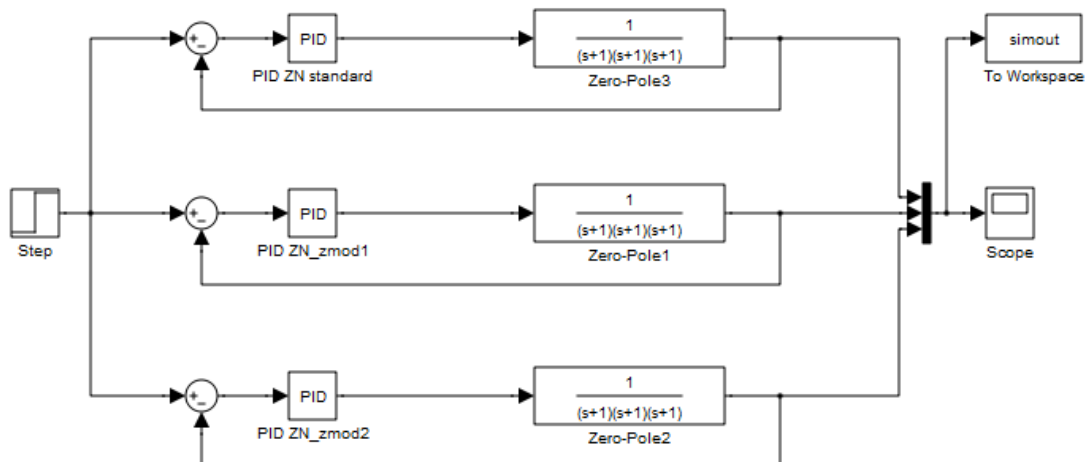 +
-
PID
PID ZN standard
1
(s+1)(s+1)(s+1)
Zero-Pole3
simout
To Workspace
Step
+
-
PID
PID ZN_zmod1
1
(s+1)(s+1)(s+1)
Zero-Pole1
Scope
+
-
PID
PID ZN_zmod2
1
(s+1)(s+1)(s+1)
Zero-Pole2